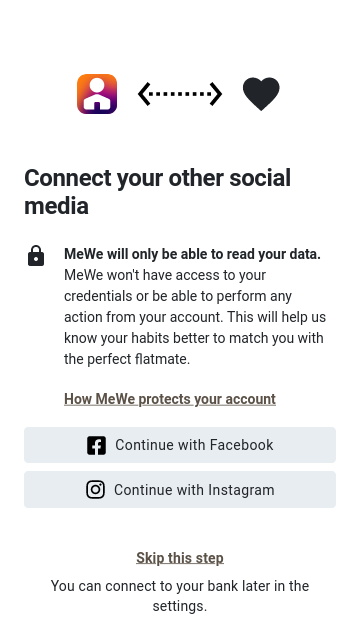 Connect your other social
media
MeWe will only be able to read your data.
MeWe won't have access to your
credentials or be able to perform any
action from your account. This will help us
know your habits better to match you with
the perfect flatmate.
How MeWe protects your account
Continue with Facebook
Continue with Instagram
Skip this step
You can connect to your bank later in the
settings.